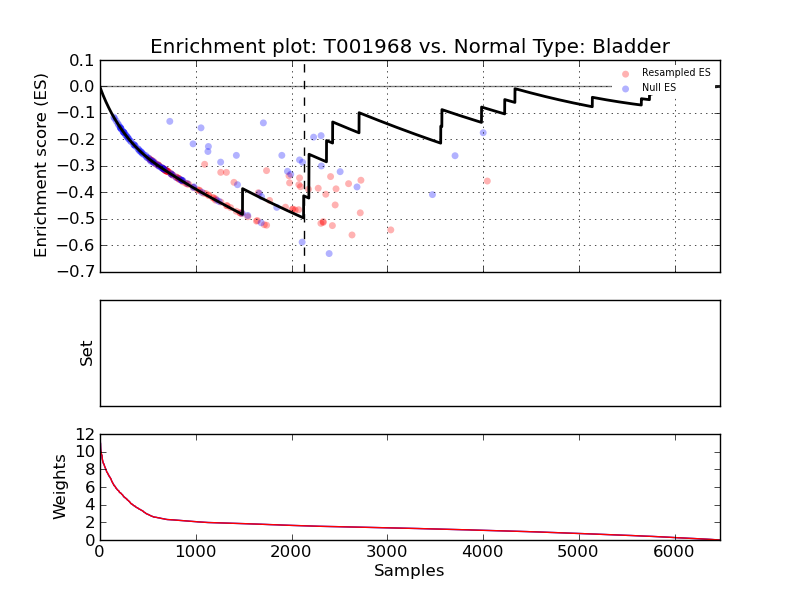 Enrichment plot: T001968 vs. Normal Type: Bladder
Enrichment score (ES)
0.1
0.0
−0.1
−0.2
−0.3
−0.4
−0.5
−0.6
−0.7
Resampled ES
Null ES
Set
Weights
12
10
8
6
4
2
0
0 1000 2000 3000 4000 5000 6000
Samples